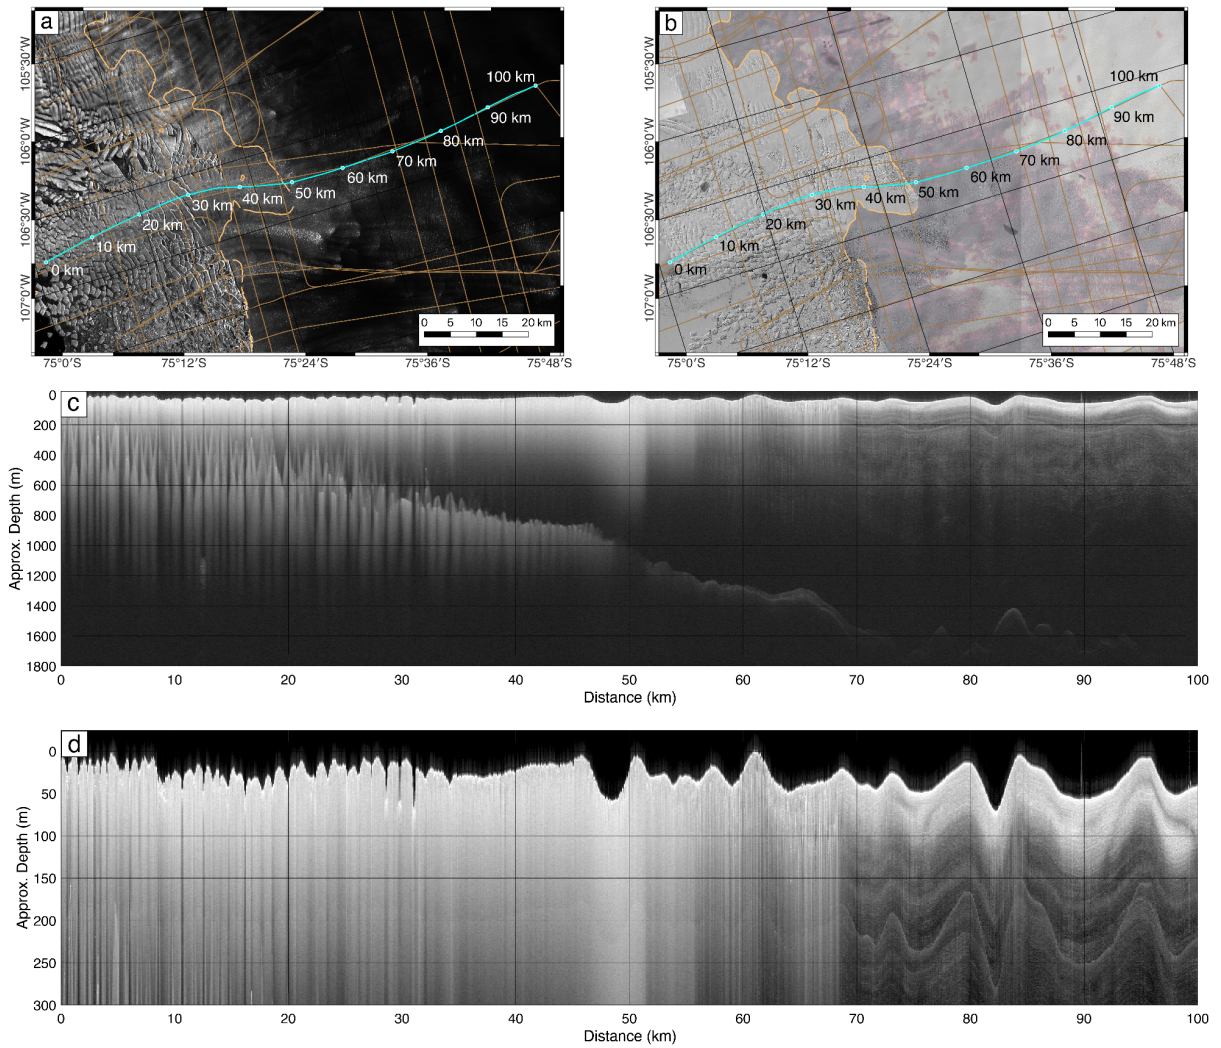 a
105°30'W
106°0'W
106°30'W
107°0'W
100 km
90 km
80 km
70 km
60 km
50 km
40 km
30 km
20 km
10 km
0 km
0 5 10 15 20 km
75°0'S 75°12'S 75°24'S 75°36'S 75°48'S
b
105°30'W
106°0'W
106°30'W
107°0'W
100 km
90 km
80 km
70 km
60 km
50 km
40 km
30 km
20 km
10 km
0 km
0 5 10 15 20 km
75°0'S 75°12'S 75°24'S 75°36'S 75°48'S
c
Approx. Depth (m)
0
200
400
600
800
1000
1200
1400
1600
1800
0 10 20 30 40 50 60 70 80 90 100
Distance (km)
d
Approx. Depth (m)
0
50
100
150
200
250
300
0 10 20 30 40 50 60 70 80 90 100
Distance (km)